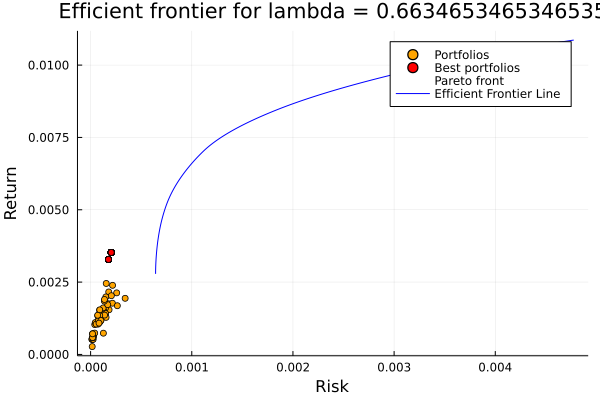 Efficient frontier for lambda = 0.6634653465346535
Portfolios
Best portfolios
Pareto front
Efficient Frontier Line
Return
0.0100
0.0075
0.0050
0.0025
0.0000
0.000 0.001 0.002 0.003 0.004
Risk